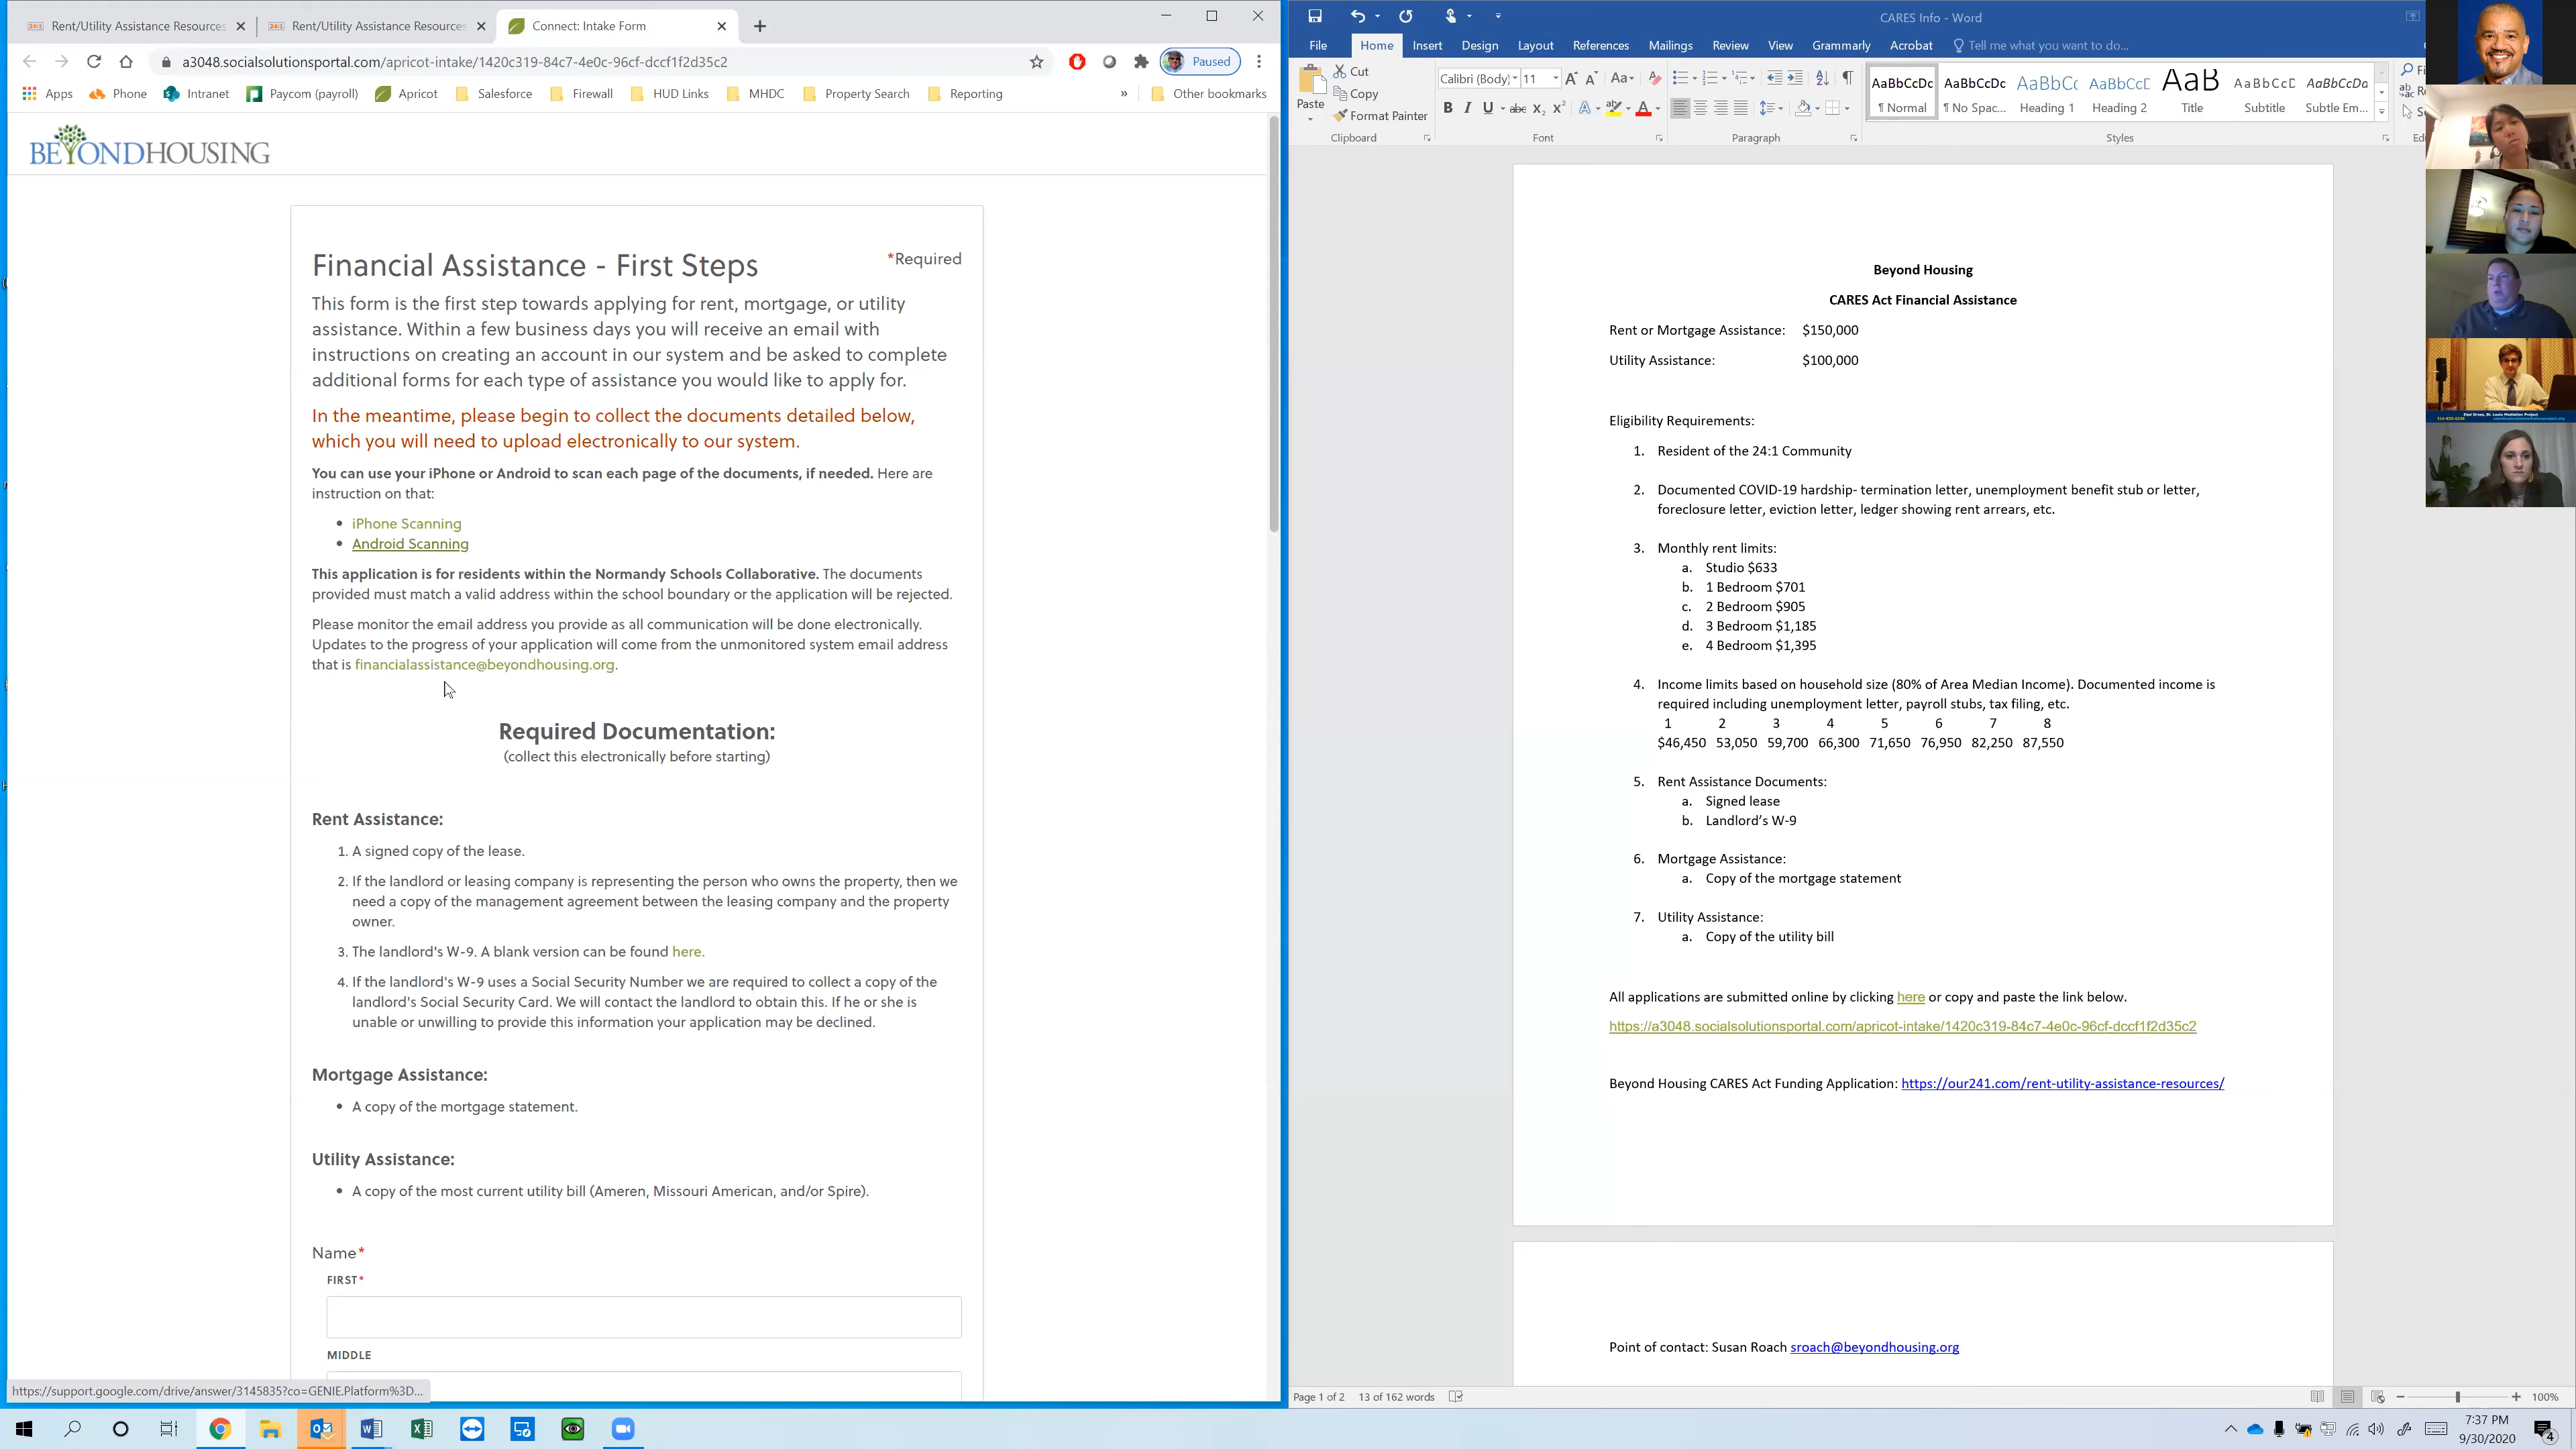 Rent/Utility Assistance Resources
Rent/Utility Assistance Resources
Connect: Intake Form
a3048.socialsolutionsportal.com/apricot-intake/1420c319-84c7-4e0c-96cf-dccf1f2d35c2
Paused
Apps Phone Intranet Paycom (payroll) Apricot Salesforce Firewall HUD Links MHDC Property Search Reporting » Other bookmarks
BEYONDHOUSING
Financial Assistance - First Steps
*Required
This form is the first step towards applying for rent, mortgage, or utility
assistance. Within a few business days you will receive an email with
instructions on creating an account in our system and be asked to complete
additional forms for each type of assistance you would like to apply for.
In the meantime, please begin to collect the documents detailed below,
which you will need to upload electronically to our system.
You can use your iPhone or Android to scan each page of the documents, if needed. Here are
instruction on that:
• iPhone Scanning
• Android Scanning
This application is for residents within the Normandy Schools Collaborative. The documents
provided must match a valid address within the school boundary or the application will be rejected.
Please monitor the email address you provide as all communication will be done electronically.
Updates to the progress of your application will come from the unmonitored system email address
that is financialassistance@beyondhousing.org.
Required Documentation:
(collect this electronically before starting)
Rent Assistance:
1. A signed copy of the lease.
2. If the landlord or leasing company is representing the person who owns the property, then we
need a copy of the management agreement between the leasing company and the property
owner.
3. The landlord's W-9. A blank version can be found here.
4. If the landlord's W-9 uses a Social Security Number we are required to collect a copy of the
landlord's Social Security Card. We will contact the landlord to obtain this. If he or she is
unable or unwilling to provide this information your application may be declined.
Mortgage Assistance:
• A copy of the mortgage statement.
Utility Assistance:
• A copy of the most current utility bill (Ameren, Missouri American, and/or Spire).
Name*
FIRST*
MIDDLE
https://support.google.com/drive/answer/3145835?co=GENIE.Platform%3D...
CARES Info - Word
File Home Insert Design Layout References Mailings Review View Grammarly Acrobat Tell me what you want to do...
Paste
Cut
Copy
Format Painter
Calibri (Body) 11
AaBbCcDc AaBbCcDc AaBbC( AaBbCcE AaB AaBbCcD AaBbCcDa
¶ Normal ¶ No Spac... Heading 1 Heading 2 Title Subtitle Subtle Em...
Clipboard Font Paragraph Styles
Beyond Housing
CARES Act Financial Assistance
Rent or Mortgage Assistance: $150,000
Utility Assistance: $100,000
Eligibility Requirements:
1. Resident of the 24:1 Community
2. Documented COVID-19 hardship- termination letter, unemployment benefit stub or letter,
foreclosure letter, eviction letter, ledger showing rent arrears, etc.
3. Monthly rent limits:
a. Studio $633
b. 1 Bedroom $701
c. 2 Bedroom $905
d. 3 Bedroom $1,185
e. 4 Bedroom $1,395
4. Income limits based on household size (80% of Area Median Income). Documented income is
required including unemployment letter, payroll stubs, tax filing, etc.
1 2 3 4 5 6 7 8
$46,450 53,050 59,700 66,300 71,650 76,950 82,250 87,550
5. Rent Assistance Documents:
a. Signed lease
b. Landlord's W-9
6. Mortgage Assistance:
a. Copy of the mortgage statement
7. Utility Assistance:
a. Copy of the utility bill
All applications are submitted online by clicking here or copy and paste the link below.
https://a3048.socialsolutionsportal.com/apricot-intake/1420c319-84c7-4e0c-96cf-dccf1f2d35c2
Beyond Housing CARES Act Funding Application: https://our241.com/rent-utility-assistance-resources/
Point of contact: Susan Roach sroach@beyondhousing.org
Page 1 of 2 13 of 162 words
100%
7:37 PM
9/30/2020
4